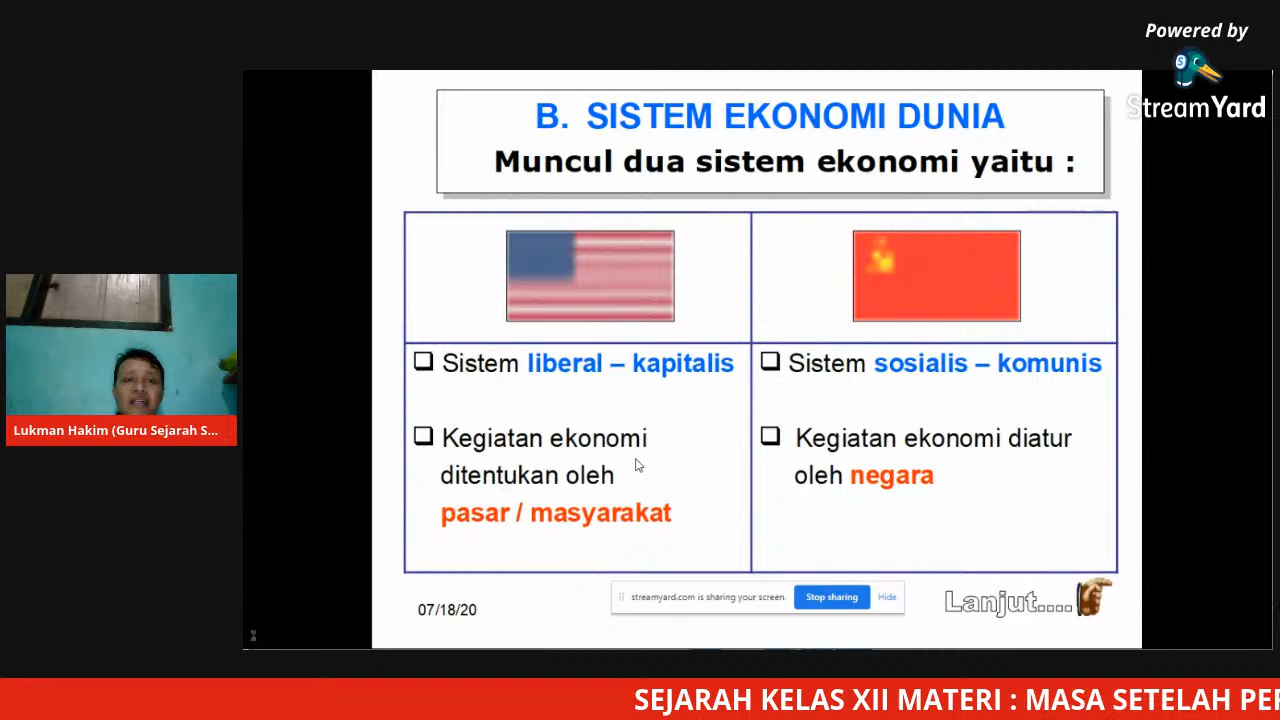 Powered by
StreamYard
B. SISTEM EKONOMI DUNIA
Muncul dua sistem ekonomi yaitu :
Sistem liberal – kapitalis
Kegiatan ekonomi
ditentukan oleh
pasar / masyarakat
Sistem sosialis – komunis
Kegiatan ekonomi diatur
oleh negara
Lukman Hakim (Guru Sejarah S...
07/18/20
streamyard.com is sharing your screen.
Stop sharing
Hide
Lanjut....
SEJARAH KELAS XII MATERI : MASA SETELAH